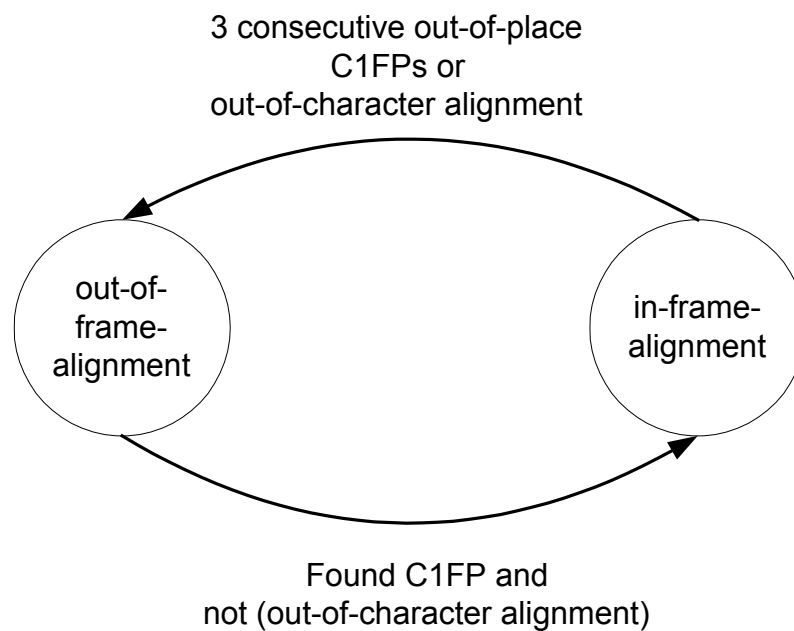 3 consecutive out-of-place
C1FPs or
out-of-character alignment
out-of-
frame-
alignment
in-frame-
alignment
Found C1FP and
not (out-of-character alignment)